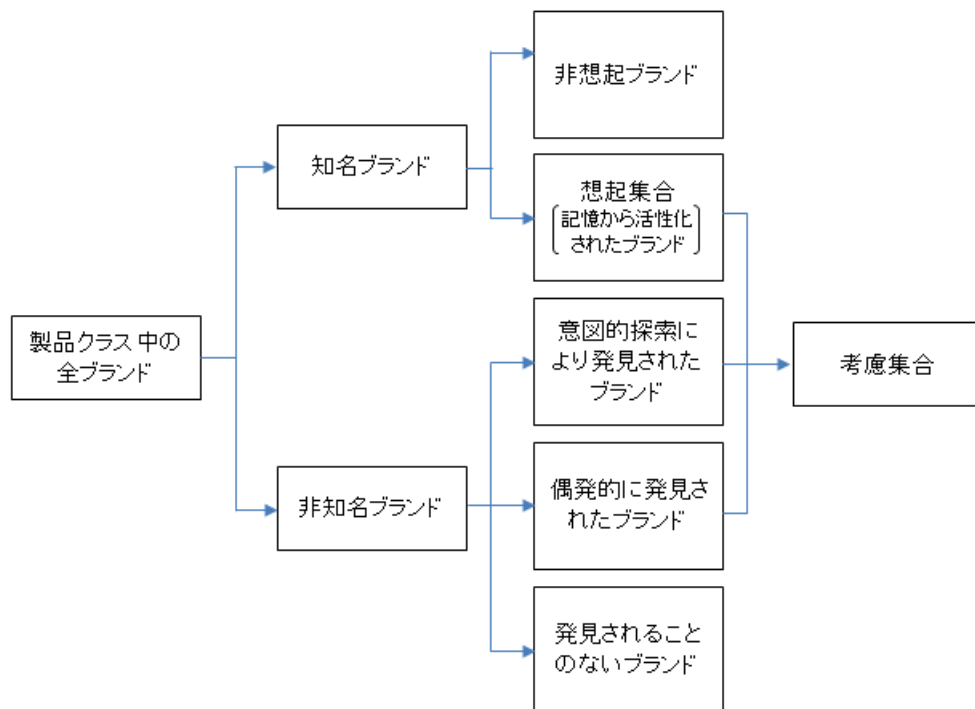 非想起ブランド
知名ブランド
想起集合
〔記憶から活性化
されたブランド〕
製品クラス中の
全ブランド
意図的探索に
より発見された
ブランド
考慮集合
非知名ブランド
偶発的に発見さ
れたブランド
発見されること
のないブランド